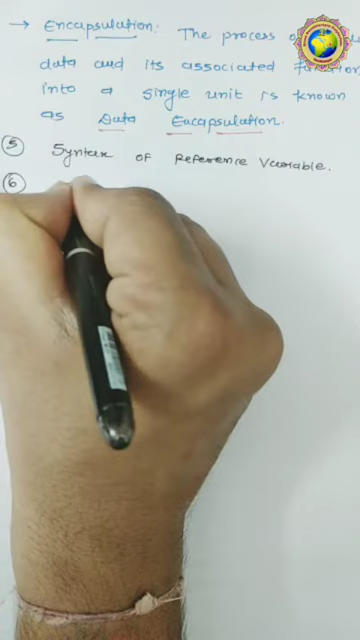 → Encapsulation: The process o
data and its associated function
into a single unit is known
as Data Encapsulation.
5 Syntax of Reference Variable.
6